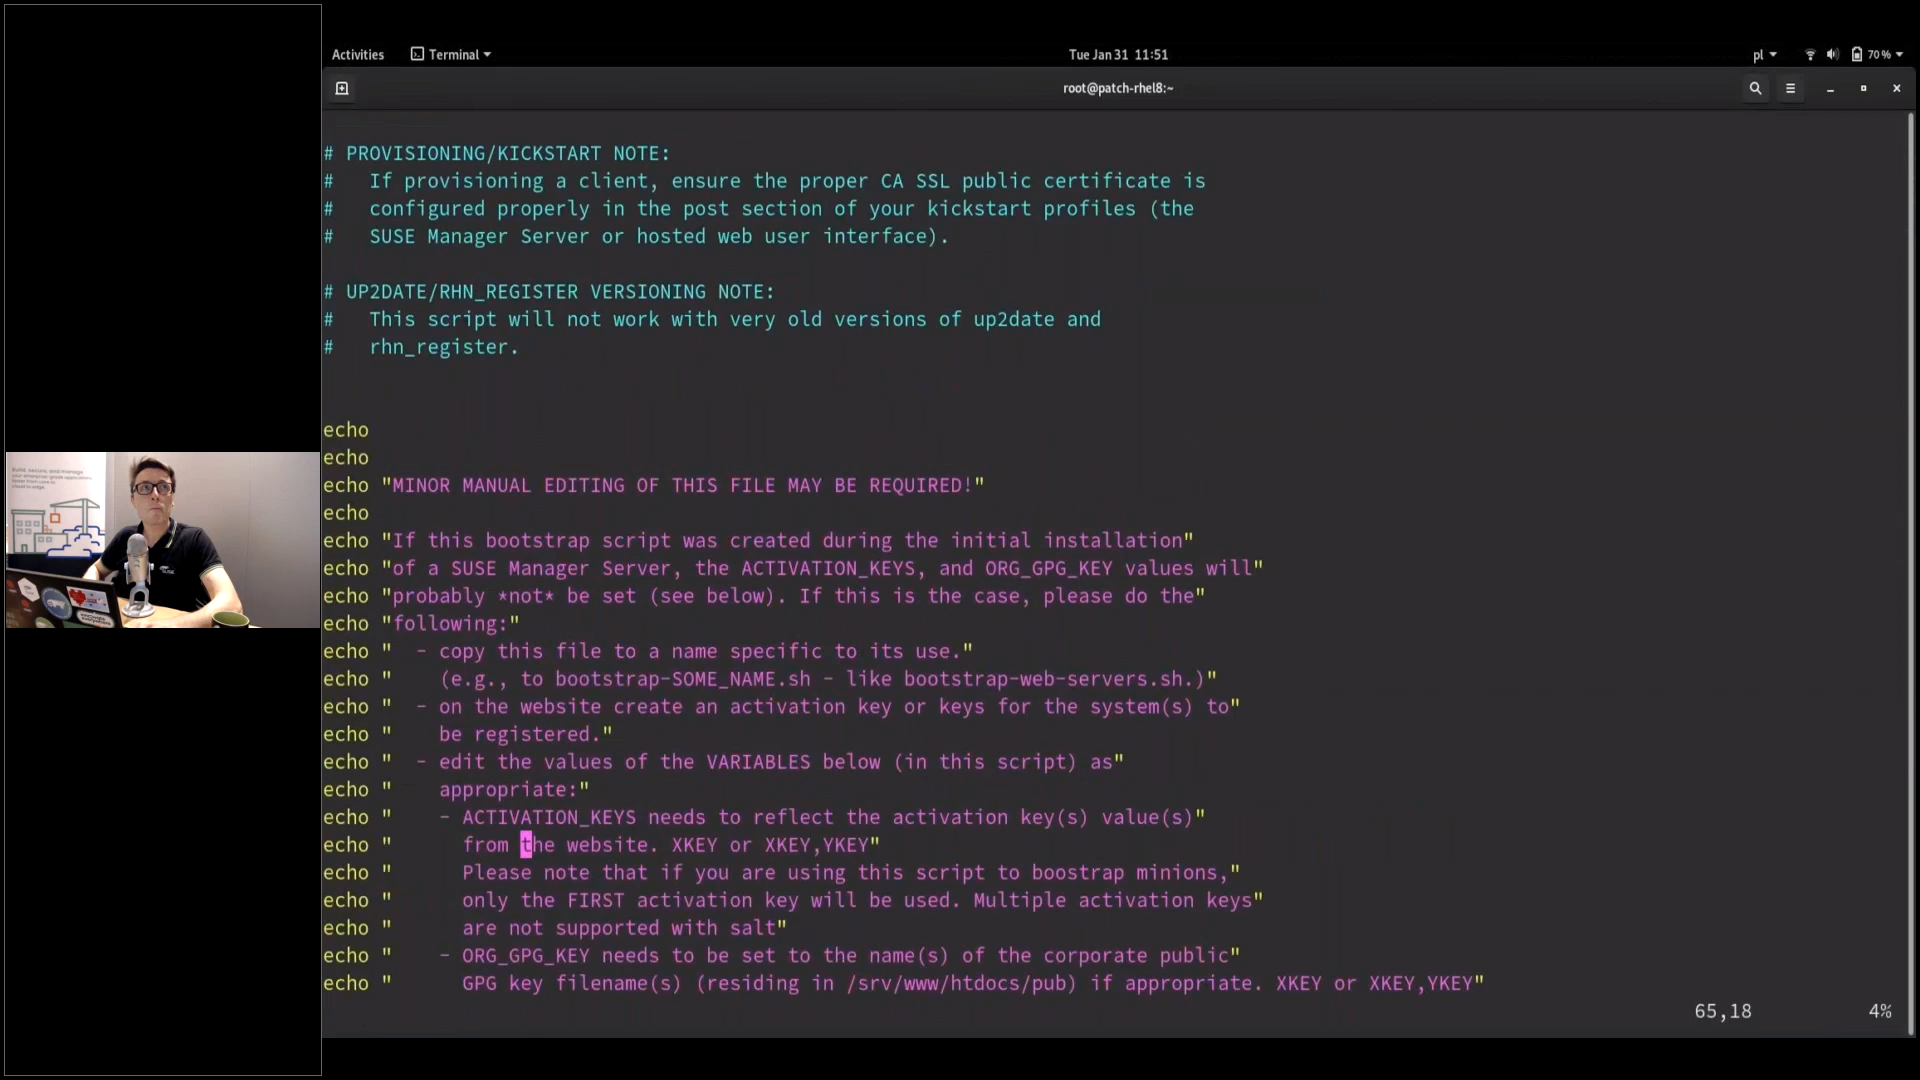 Activities
Terminal
Tue Jan 31 11:51
pl
70%
root@patch-rhel8:~
# PROVISIONING/KICKSTART NOTE:
#   If provisioning a client, ensure the proper CA SSL public certificate is
#   configured properly in the post section of your kickstart profiles (the
#   SUSE Manager Server or hosted web user interface).
# UP2DATE/RHN_REGISTER VERSIONING NOTE:
#   This script will not work with very old versions of up2date and
#   rhn_register.
echo
echo
echo "MINOR MANUAL EDITING OF THIS FILE MAY BE REQUIRED!"
echo
echo "If this bootstrap script was created during the initial installation"
echo "of a SUSE Manager Server, the ACTIVATION_KEYS, and ORG_GPG_KEY values will"
echo "probably *not* be set (see below). If this is the case, please do the"
echo "following:"
echo "  - copy this file to a name specific to its use."
echo "    (e.g., to bootstrap-SOME_NAME.sh - like bootstrap-web-servers.sh.)"
echo "  - on the website create an activation key or keys for the system(s) to"
echo "    be registered."
echo "  - edit the values of the VARIABLES below (in this script) as"
echo "    appropriate:"
echo "    - ACTIVATION_KEYS needs to reflect the activation key(s) value(s)"
echo "      from the website. XKEY or XKEY,YKEY"
echo "      Please note that if you are using this script to boostrap minions,"
echo "      only the FIRST activation key will be used. Multiple activation keys"
echo "      are not supported with salt"
echo "    - ORG_GPG_KEY needs to be set to the name(s) of the corporate public"
echo "      GPG key filename(s) (residing in /srv/www/htdocs/pub) if appropriate. XKEY or XKEY,YKEY"
65,18
4%